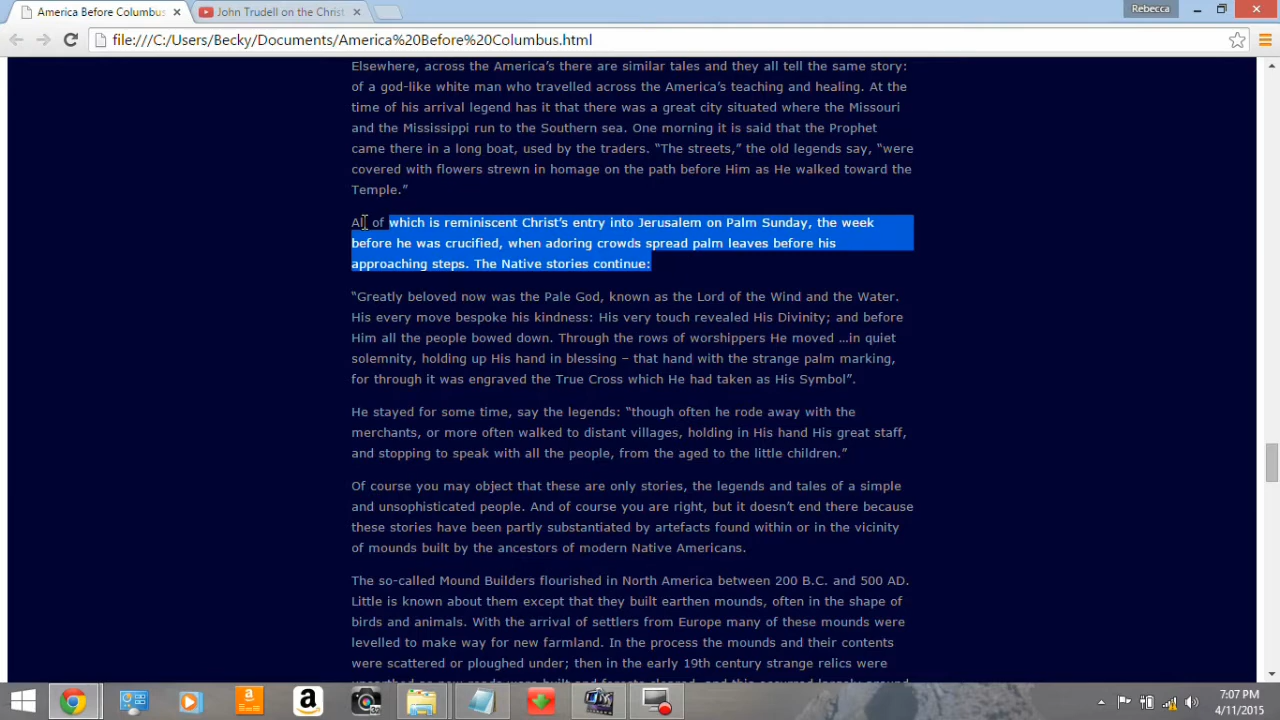 America Before Columbus
John Trudell on the Christ
Rebecca
file:///C:/Users/Becky/Documents/America%20Before%20Columbus.html
Elsewhere, across the America’s there are similar tales and they all tell the same story:
of a god-like white man who travelled across the America’s teaching and healing. At the
time of his arrival legend has it that there was a great city situated where the Missouri
and the Mississippi run to the Southern sea. One morning it is said that the Prophet
came there in a long boat, used by the traders. “The streets,” the old legends say, “were
covered with flowers strewn in homage on the path before Him as He walked toward the
Temple.”
All of which is reminiscent Christ’s entry into Jerusalem on Palm Sunday, the week
before he was crucified, when adoring crowds spread palm leaves before his
approaching steps. The Native stories continue:
“Greatly beloved now was the Pale God, known as the Lord of the Wind and the Water.
His every move bespoke his kindness: His very touch revealed His Divinity; and before
Him all the people bowed down. Through the rows of worshippers He moved …in quiet
solemnity, holding up His hand in blessing – that hand with the strange palm marking,
for through it was engraved the True Cross which He had taken as His Symbol”.
He stayed for some time, say the legends: “though often he rode away with the
merchants, or more often walked to distant villages, holding in His hand His great staff,
and stopping to speak with all the people, from the aged to the little children.”
Of course you may object that these are only stories, the legends and tales of a simple
and unsophisticated people. And of course you are right, but it doesn’t end there because
these stories have been partly substantiated by artefacts found within or in the vicinity
of mounds built by the ancestors of modern Native Americans.
The so-called Mound Builders flourished in North America between 200 B.C. and 500 AD.
Little is known about them except that they built earthen mounds, often in the shape of
birds and animals. With the arrival of settlers from Europe many of these mounds were
levelled to make way for new farmland. In the process the mounds and their contents
were scattered or ploughed under; then in the early 19th century strange relics were
7:07 PM
4/11/2015